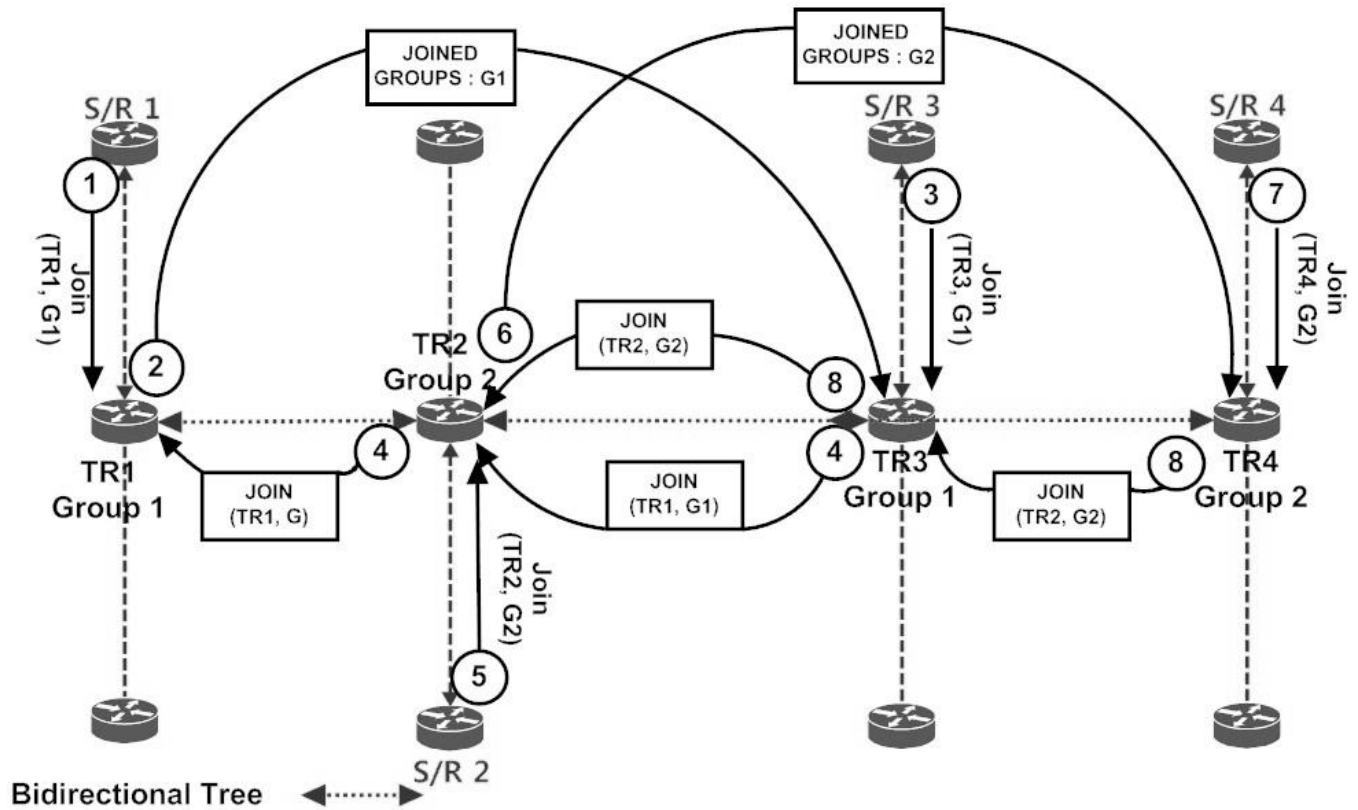 JOINED
GROUPS : G1
JOINED
GROUPS : G2
S/R 1
S/R 3
S/R 4
1
3
7
Join
(TR1, G1)
Join
(TR3, G1)
Join
(TR4, G2)
2
6
TR2
Group 2
JOIN
(TR2, G2)
8
4
JOIN
(TR1, G)
TR1
Group 1
JOIN
(TR1, G1)
4
TR3
Group 1
JOIN
(TR2, G2)
8
TR4
Group 2
Join
(TR2, G2)
5
S/R 2
Bidirectional Tree